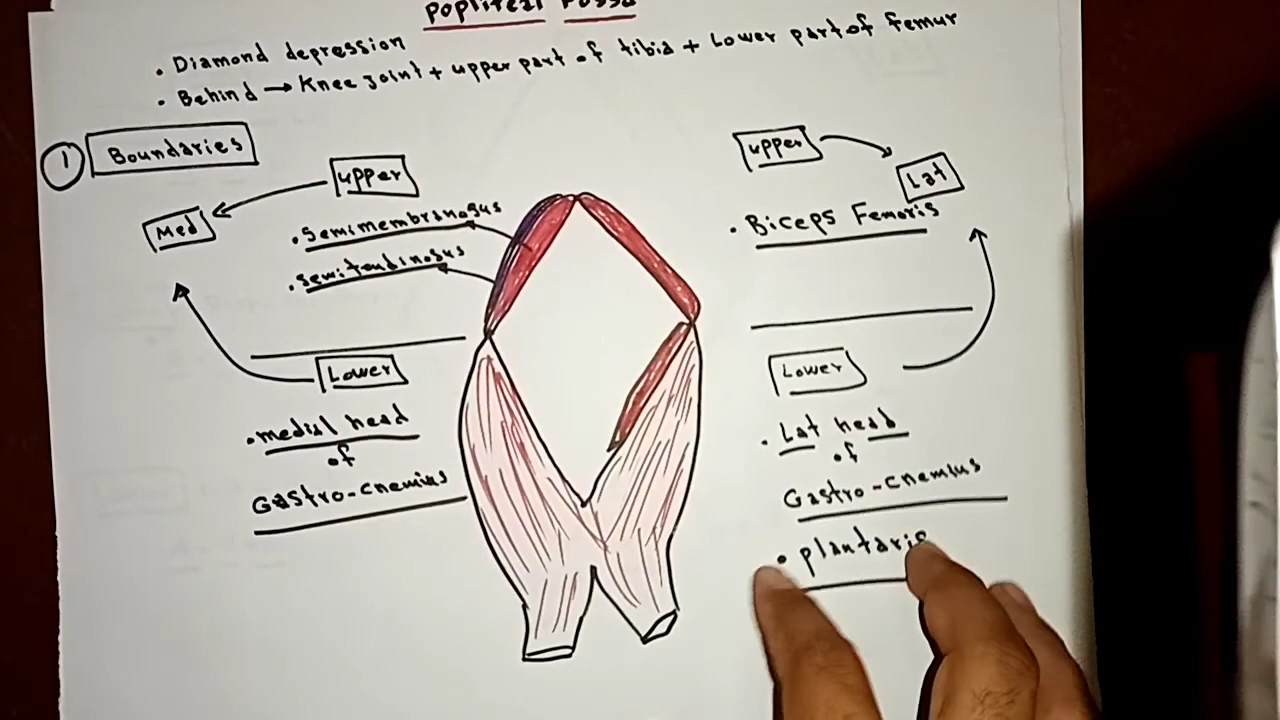 popliteal Fossa
. Diamond depression
. Behind → Knee joint + upper part of tibia + Lower part of Femur
1 Boundaries
upper
Med
. Semimembranosus
. Semitendinosus
Lower
. medial head
of
Gastro-cnemius
upper
Lat
. Biceps Femoris
Lower
. Lat head
of
Gastro-cnemius
. plantaris